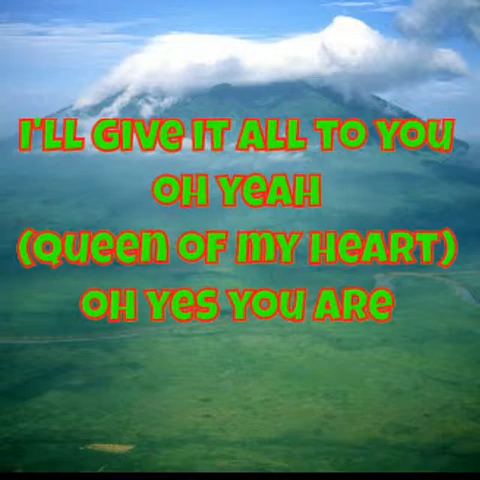 I'LL GIVE IT ALL TO YOU
OH YEAH
(QUEEN OF MY HEART)
OH YES YOU ARE